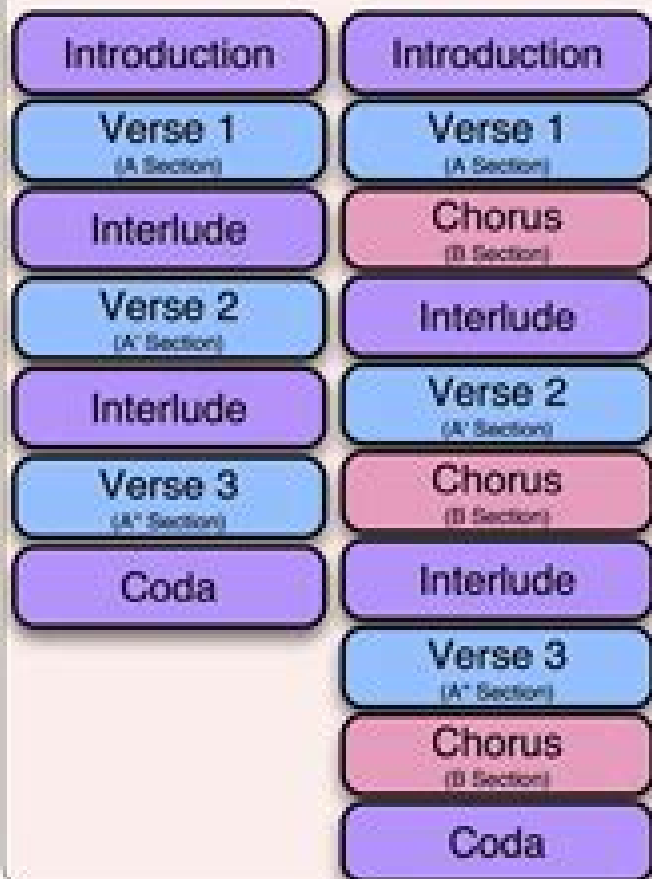 Introduction
Verse 1
(A Section)
Interlude
Verse 2
(A' Section)
Interlude
Verse 3
(A" Section)
Coda
Introduction
Verse 1
(A Section)
Chorus
(B Section)
Interlude
Verse 2
(A' Section)
Chorus
(B Section)
Interlude
Verse 3
(A" Section)
Chorus
(B Section)
Coda